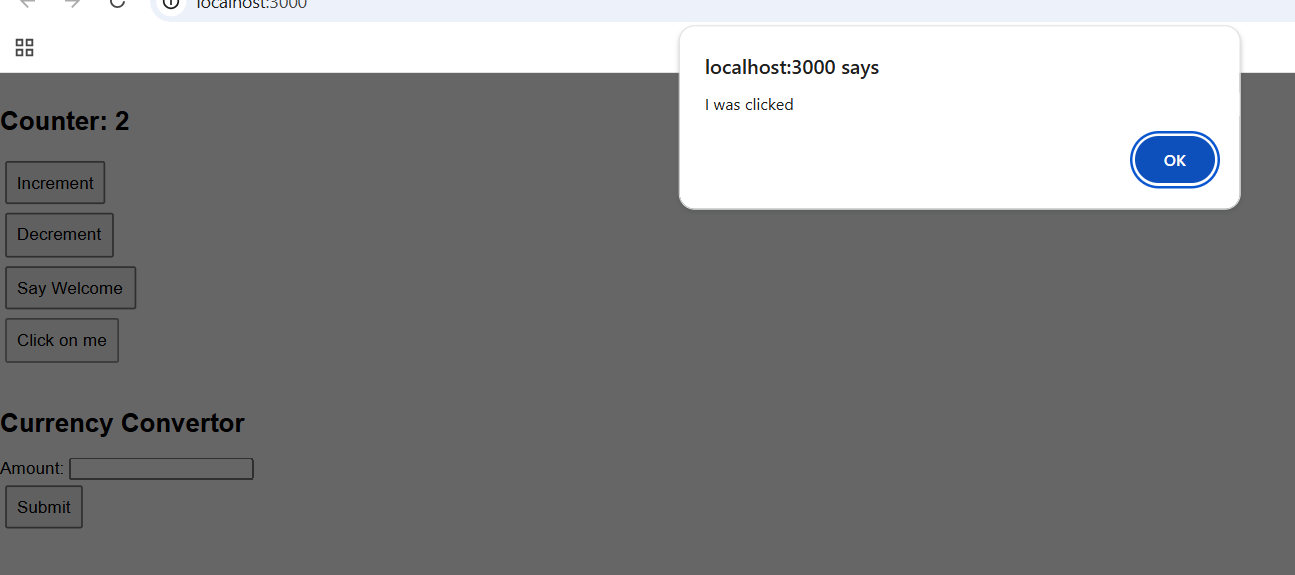 localhost:3000
localhost:3000 says
I was clicked
OK
Counter: 2
Increment
Decrement
Say Welcome
Click on me
Currency Convertor
Amount:
Submit